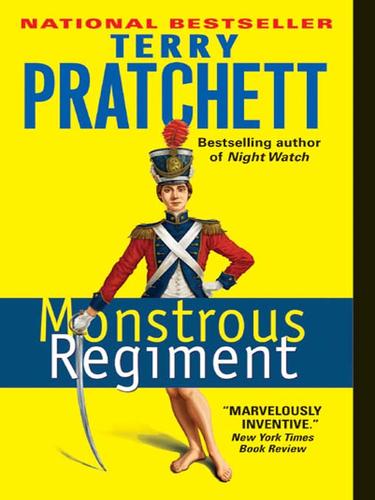 NATIONAL BESTSELLER
TERRY
PRATCHETT
Bestselling author
of Night Watch
Monstrous
Regiment
"MARVELOUSLY
INVENTIVE."
New York Times
Book Review